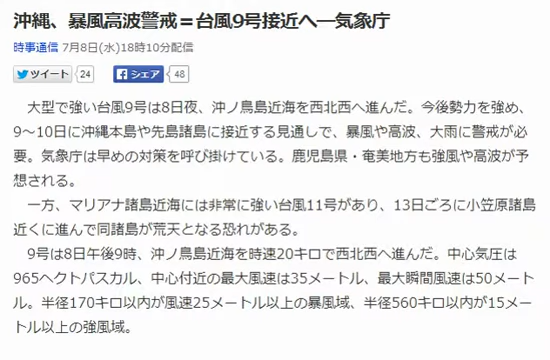 沖縄、暴風高波警戒＝台風9号接近へ―気象庁
時事通信 7月8日(水)18時10分配信
ツイート 24 シェア 48
大型で強い台風9号は8日夜、沖ノ鳥島近海を西北西へ進んだ。今後勢力を強め、
9～10日に沖縄本島や先島諸島に接近する見通しで、暴風や高波、大雨に警戒が必
要。気象庁は早めの対策を呼び掛けている。鹿児島県・奄美地方も強風や高波が予
想される。
一方、マリアナ諸島近海には非常に強い台風11号があり、13日ごろに小笠原諸島
近くに進んで同諸島が荒天となる恐れがある。
9号は8日午後9時、沖ノ鳥島近海を時速20キロで西北西へ進んだ。中心気圧は
965ヘクトパスカル、中心付近の最大風速は35メートル、最大瞬間風速は50メート
ル。半径170キロ以内が風速25メートル以上の暴風域、半径560キロ以内が15メー
トル以上の強風域。